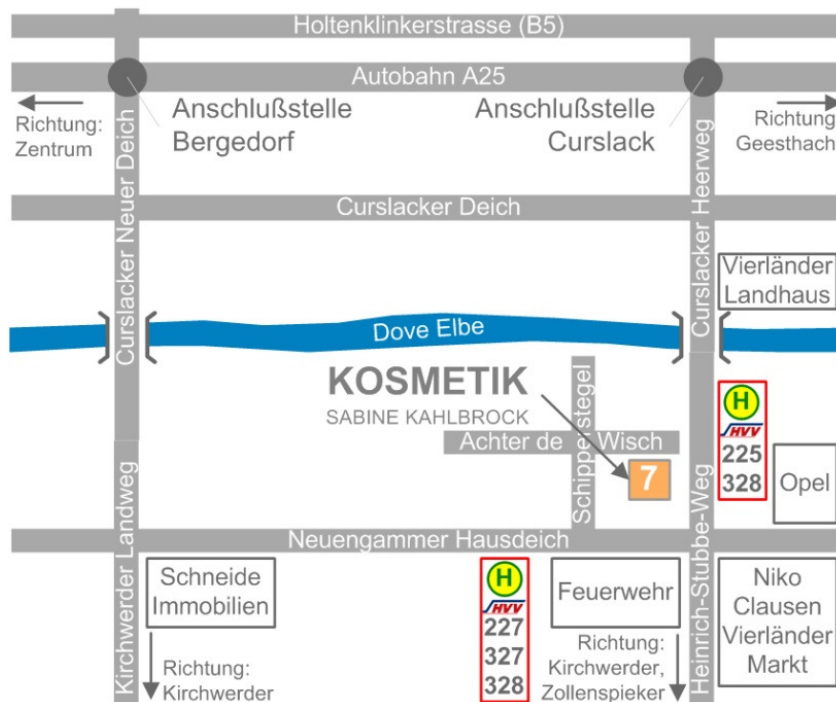 Holtenklinkerstrasse (B5)
Autobahn A25
Richtung:
Zentrum
Anschlußstelle
Bergedorf
Anschlußstelle
Curslack
Richtung
Geesthach
Curslacker Neuer Deich
Curslacker Heerweg
Curslacker Deich
Vierländer
Landhaus
Dove Elbe
KOSMETIK
SABINE KAHLBROCK
Schipperstegel
Achter de Wisch
7
H
HVV
225
328
Opel
Kirchwerder Landweg
Heinrich-Stubbe-Weg
Neuengammer Hausdeich
Schneide
Immobilien
Richtung:
Kirchwerder
H
HVV
227
327
328
Feuerwehr
Richtung:
Kirchwerder,
Zollenspieker
Niko
Clausen
Vierländer
Markt